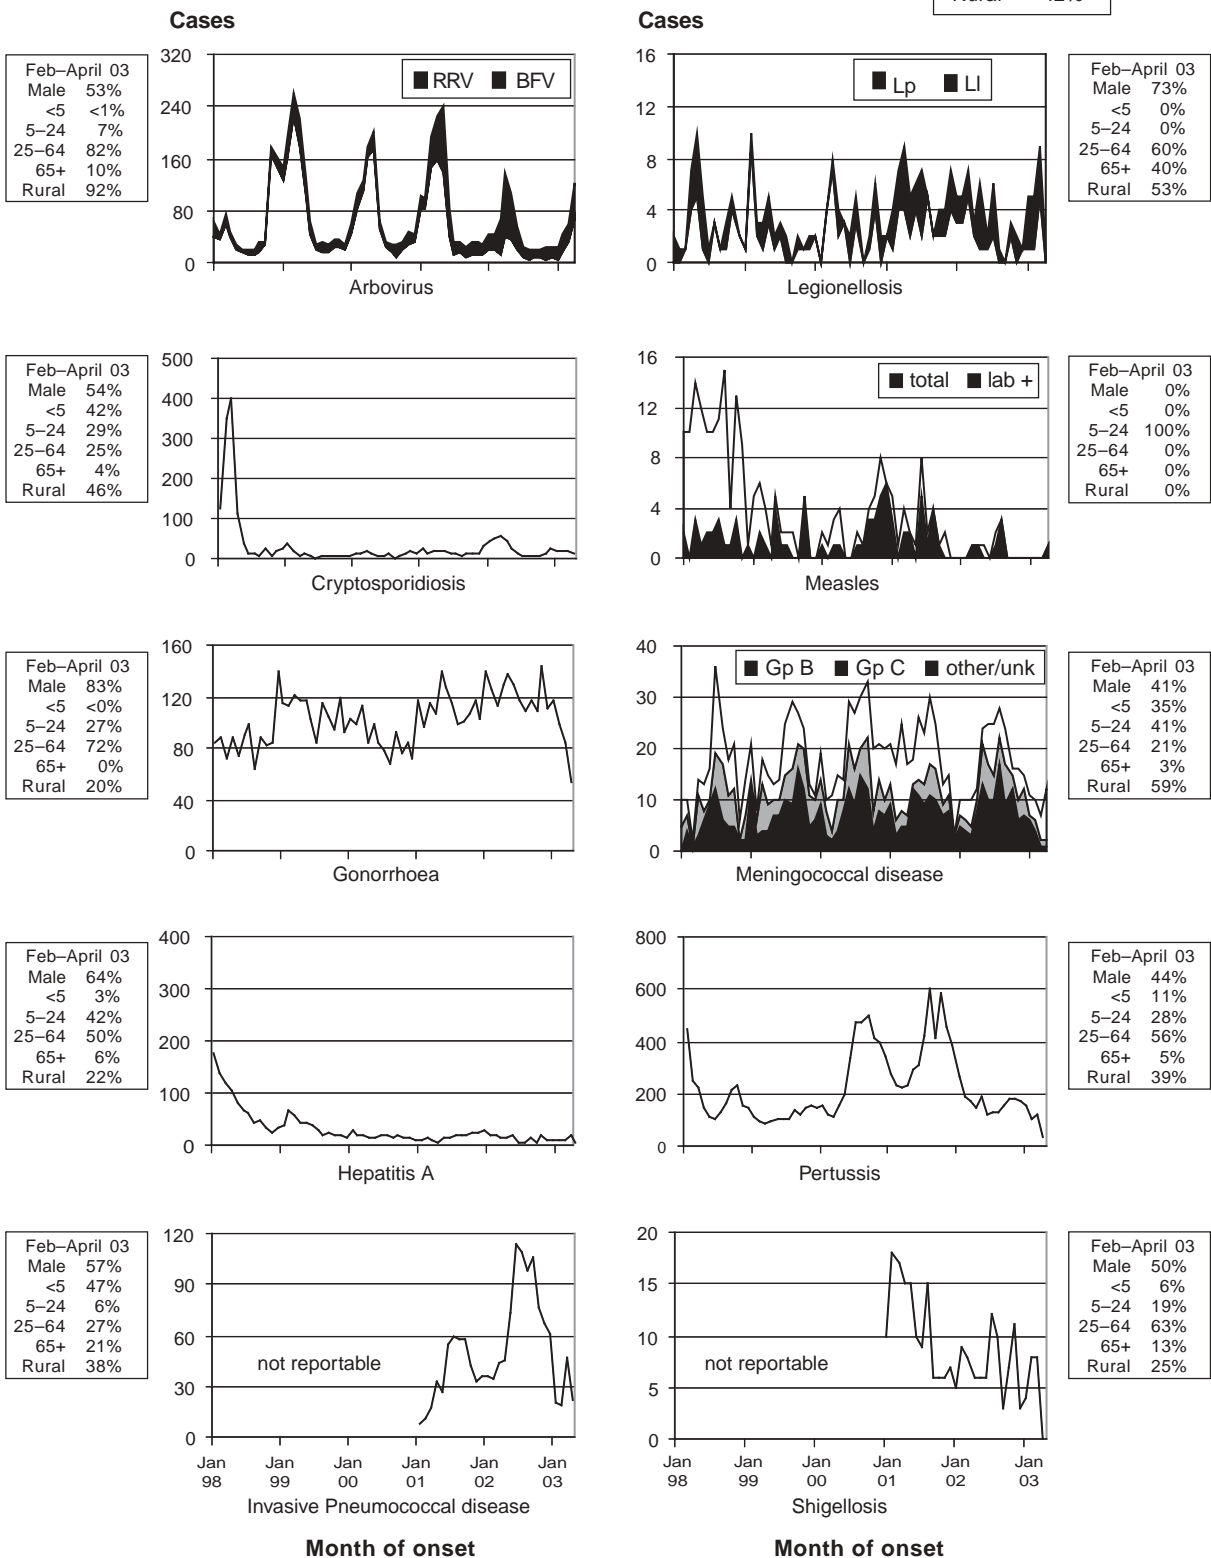 Cases
Cases
Feb–April 03
Male 53%
<5 <1%
5–24 7%
25–64 82%
65+ 10%
Rural 92%
320
240
160
80
0
RRV BFV
Arbovirus
16
12
8
4
0
Lp Ll
Legionellosis
Feb–April 03
Male 73%
<5 0%
5–24 0%
25–64 60%
65+ 40%
Rural 53%
Feb–April 03
Male 54%
<5 42%
5–24 29%
25–64 25%
65+ 4%
Rural 46%
500
400
300
200
100
0
Cryptosporidiosis
16
12
8
4
0
total lab +
Measles
Feb–April 03
Male 0%
<5 0%
5–24 100%
25–64 0%
65+ 0%
Rural 0%
Feb–April 03
Male 83%
<5 <0%
5–24 27%
25–64 72%
65+ 0%
Rural 20%
160
120
80
40
0
Gonorrhoea
40
30
20
10
0
Gp B Gp C other/unk
Meningococcal disease
Feb–April 03
Male 41%
<5 35%
5–24 41%
25–64 21%
65+ 3%
Rural 59%
Feb–April 03
Male 64%
<5 3%
5–24 42%
25–64 50%
65+ 6%
Rural 22%
400
300
200
100
0
Hepatitis A
800
600
400
200
0
Pertussis
Feb–April 03
Male 44%
<5 11%
5–24 28%
25–64 56%
65+ 5%
Rural 39%
Feb–April 03
Male 57%
<5 47%
5–24 6%
25–64 27%
65+ 21%
Rural 38%
120
90
60
30
0
not reportable
Jan Jan Jan Jan Jan Jan
98 99 00 01 02 03
Invasive Pneumococcal disease
Month of onset
20
15
10
5
0
not reportable
Jan Jan Jan Jan Jan Jan
98 99 00 01 02 03
Shigellosis
Month of onset
Feb–April 03
Male 50%
<5 6%
5–24 19%
25–64 63%
65+ 13%
Rural 25%